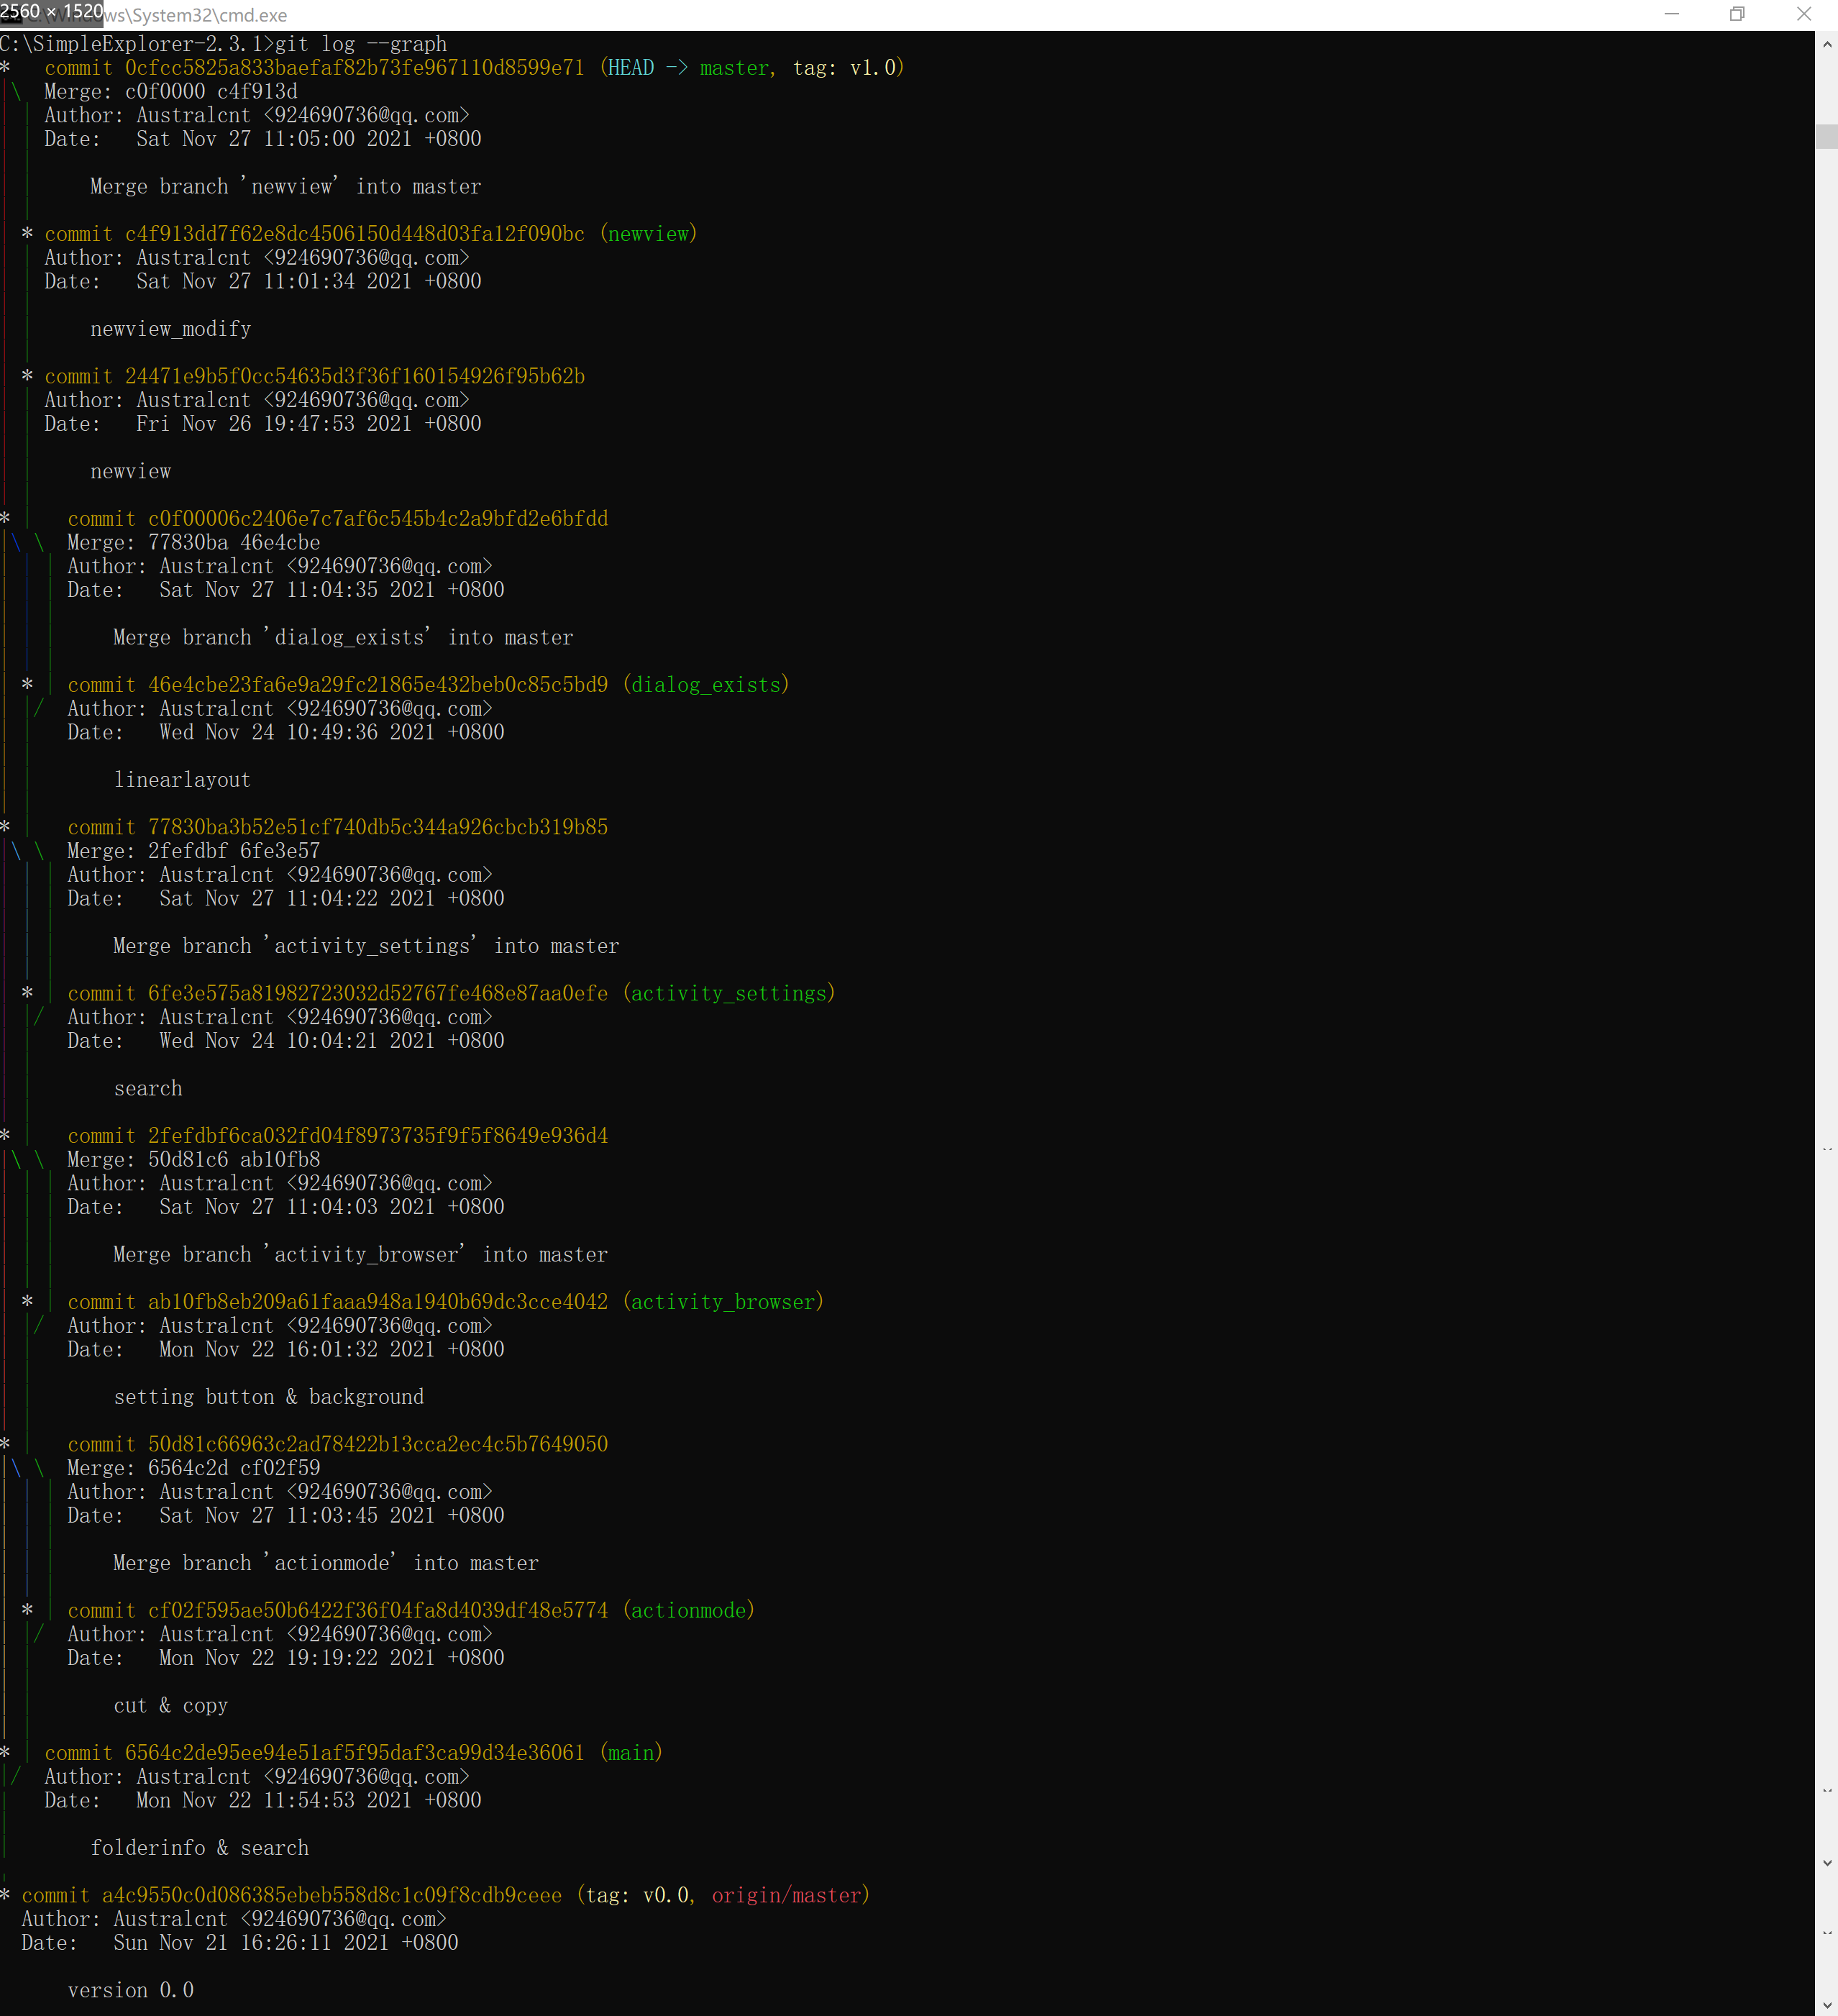 2560 × 1520
ws\System32\cmd.exe
C:\SimpleExplorer-2.3.1>git log --graph
*   commit 0cfcc5825a833baefaf82b73fe967110d8599e71 (HEAD -> master, tag: v1.0)
|\  Merge: c0f0000 c4f913d
| | Author: Australcnt <924690736@qq.com>
| | Date:   Sat Nov 27 11:05:00 2021 +0800
| |
| |     Merge branch 'newview' into master
| |
| * commit c4f913dd7f62e8dc4506150d448d03fa12f090bc (newview)
| | Author: Australcnt <924690736@qq.com>
| | Date:   Sat Nov 27 11:01:34 2021 +0800
| |
| |     newview_modify
| |
| * commit 24471e9b5f0cc54635d3f36f160154926f95b62b
| | Author: Australcnt <924690736@qq.com>
| | Date:   Fri Nov 26 19:47:53 2021 +0800
| |
| |     newview
| |
* |   commit c0f00006c2406e7c7af6c545b4c2a9bfd2e6bfdd
|\ \  Merge: 77830ba 46e4cbe
| | | Author: Australcnt <924690736@qq.com>
| | | Date:   Sat Nov 27 11:04:35 2021 +0800
| | |
| | |     Merge branch 'dialog_exists' into master
| | |
| * | commit 46e4cbe23fa6e9a29fc21865e432beb0c85c5bd9 (dialog_exists)
| |/  Author: Australcnt <924690736@qq.com>
| |   Date:   Wed Nov 24 10:49:36 2021 +0800
| |
| |       linearlayout
| |
* |   commit 77830ba3b52e51cf740db5c344a926cbcb319b85
|\ \  Merge: 2fefdbf 6fe3e57
| | | Author: Australcnt <924690736@qq.com>
| | | Date:   Sat Nov 27 11:04:22 2021 +0800
| | |
| | |     Merge branch 'activity_settings' into master
| | |
| * | commit 6fe3e575a81982723032d52767fe468e87aa0efe (activity_settings)
| |/  Author: Australcnt <924690736@qq.com>
| |   Date:   Wed Nov 24 10:04:21 2021 +0800
| |
| |       search
| |
* |   commit 2fefdbf6ca032fd04f8973735f9f5f8649e936d4
|\ \  Merge: 50d81c6 ab10fb8
| | | Author: Australcnt <924690736@qq.com>
| | | Date:   Sat Nov 27 11:04:03 2021 +0800
| | |
| | |     Merge branch 'activity_browser' into master
| | |
| * | commit ab10fb8eb209a61faaa948a1940b69dc3cce4042 (activity_browser)
| |/  Author: Australcnt <924690736@qq.com>
| |   Date:   Mon Nov 22 16:01:32 2021 +0800
| |
| |       setting button & background
| |
* |   commit 50d81c66963c2ad78422b13cca2ec4c5b7649050
|\ \  Merge: 6564c2d cf02f59
| | | Author: Australcnt <924690736@qq.com>
| | | Date:   Sat Nov 27 11:03:45 2021 +0800
| | |
| | |     Merge branch 'actionmode' into master
| | |
| * | commit cf02f595ae50b6422f36f04fa8d4039df48e5774 (actionmode)
| |/  Author: Australcnt <924690736@qq.com>
| |   Date:   Mon Nov 22 19:19:22 2021 +0800
| |
| |       cut & copy
| |
* | commit 6564c2de95ee94e51af5f95daf3ca99d34e36061 (main)
|/  Author: Australcnt <924690736@qq.com>
|   Date:   Mon Nov 22 11:54:53 2021 +0800
|
|       folderinfo & search
|
* commit a4c9550c0d086385ebeb558d8c1c09f8cdb9ceee (tag: v0.0, origin/master)
  Author: Australcnt <924690736@qq.com>
  Date:   Sun Nov 21 16:26:11 2021 +0800

      version 0.0